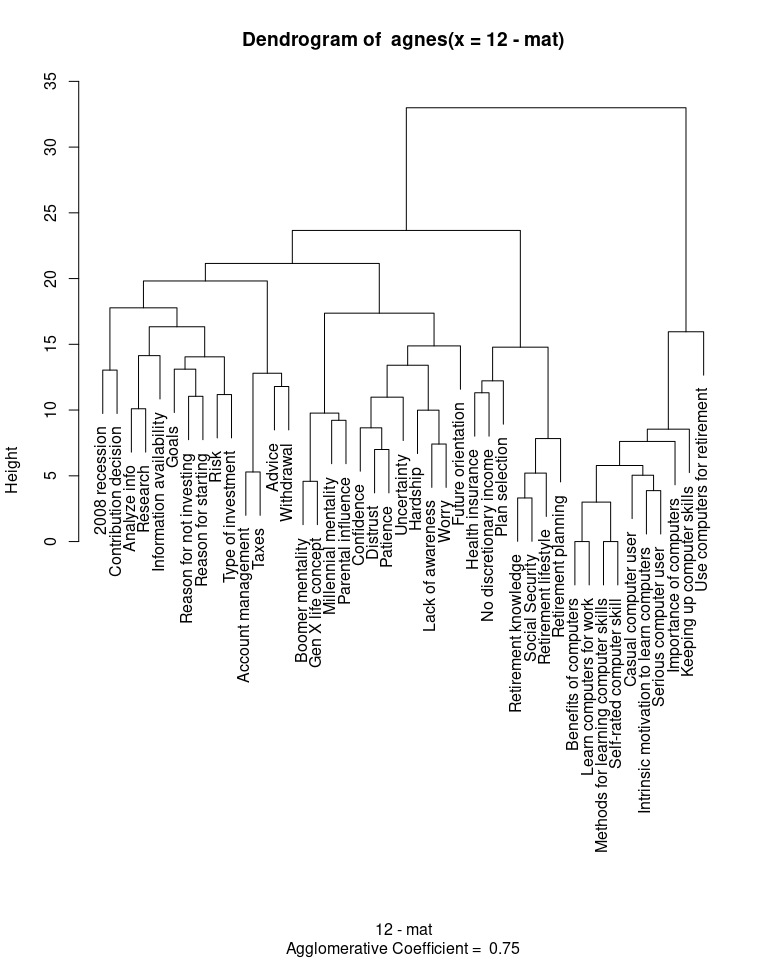 Dendrogram of  agnes(x = 12 - mat)
Height
35
30
25
20
15
10
5
0
2008 recession
Contribution decision
Analyze info
Research
Information availability
Goals
Reason for not investing
Reason for starting
Risk
Type of investment
Account management
Taxes
Advice
Withdrawal
Boomer mentality
Gen X life concept
Millennial mentality
Parental influence
Confidence
Distrust
Patience
Uncertainty
Hardship
Lack of awareness
Worry
Future orientation
Health insurance
No discretionary income
Plan selection
Retirement knowledge
Social Security
Retirement lifestyle
Retirement planning
Benefits of computers
Learn computers for work
Methods for learning computer skills
Self-rated computer skill
Casual computer user
Intrinsic motivation to learn computers
Serious computer user
Importance of computers
Keeping up computer skills
Use computers for retirement
12 - mat
Agglomerative Coefficient =  0.75